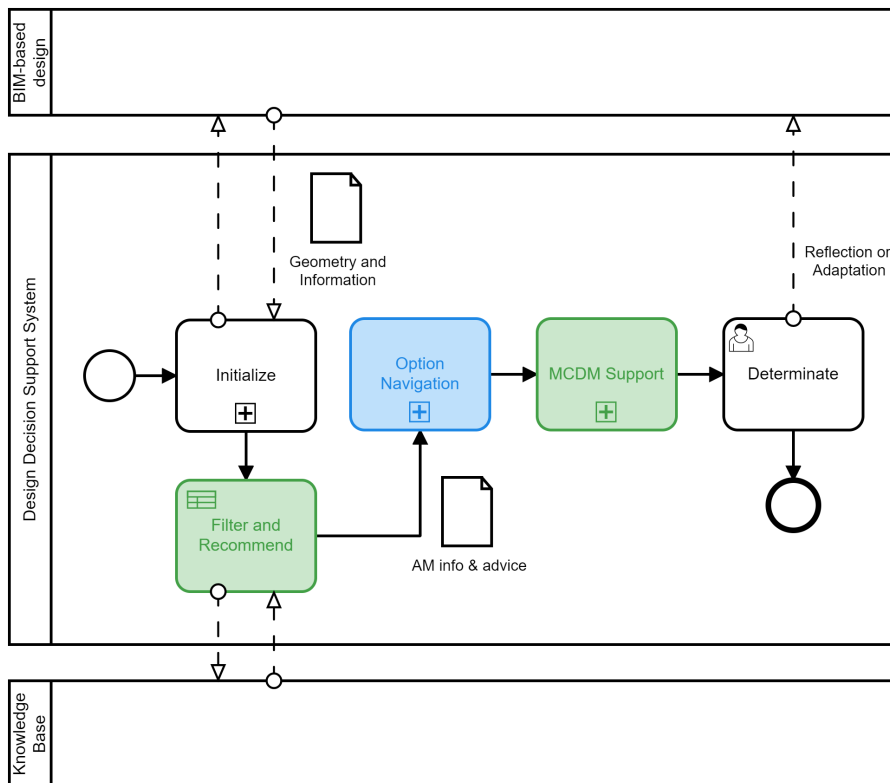 BIM-based
design
Geometry and
Information
Reflection or
Adaptation
Design Decision Support System
Initialize
Option
Navigation
MCDM Support
Determinate
Filter and
Recommend
AM info & advice
Knowledge
Base